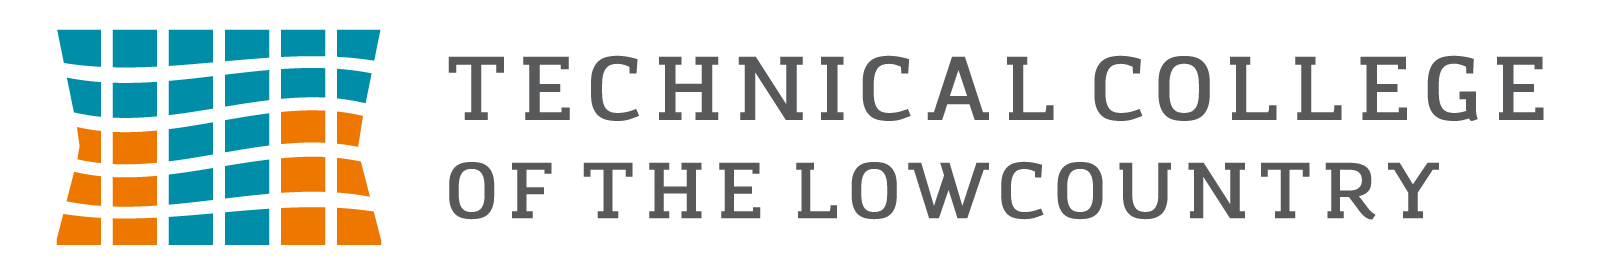 TECHNICAL COLLEGE
OF THE LOWCOUNTRY